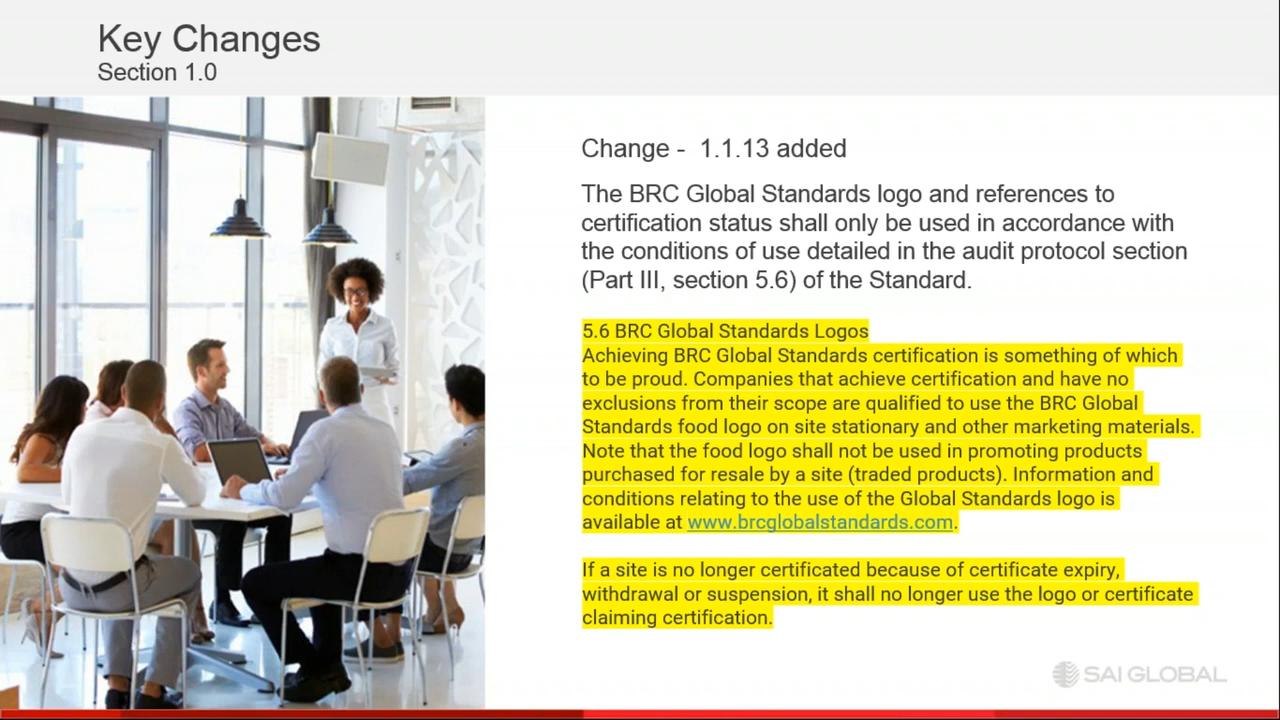 Key Changes
Section 1.0
Change - 1.1.13 added
The BRC Global Standards logo and references to
certification status shall only be used in accordance with
the conditions of use detailed in the audit protocol section
(Part III, section 5.6) of the Standard.
5.6 BRC Global Standards Logos
Achieving BRC Global Standards certification is something of which
to be proud. Companies that achieve certification and have no
exclusions from their scope are qualified to use the BRC Global
Standards food logo on site stationary and other marketing materials.
Note that the food logo shall not be used in promoting products
purchased for resale by a site (traded products). Information and
conditions relating to the use of the Global Standards logo is
available at www.brcglobalstandards.com.
If a site is no longer certificated because of certificate expiry,
withdrawal or suspension, it shall no longer use the logo or certificate
claiming certification.
SAI GLOBAL